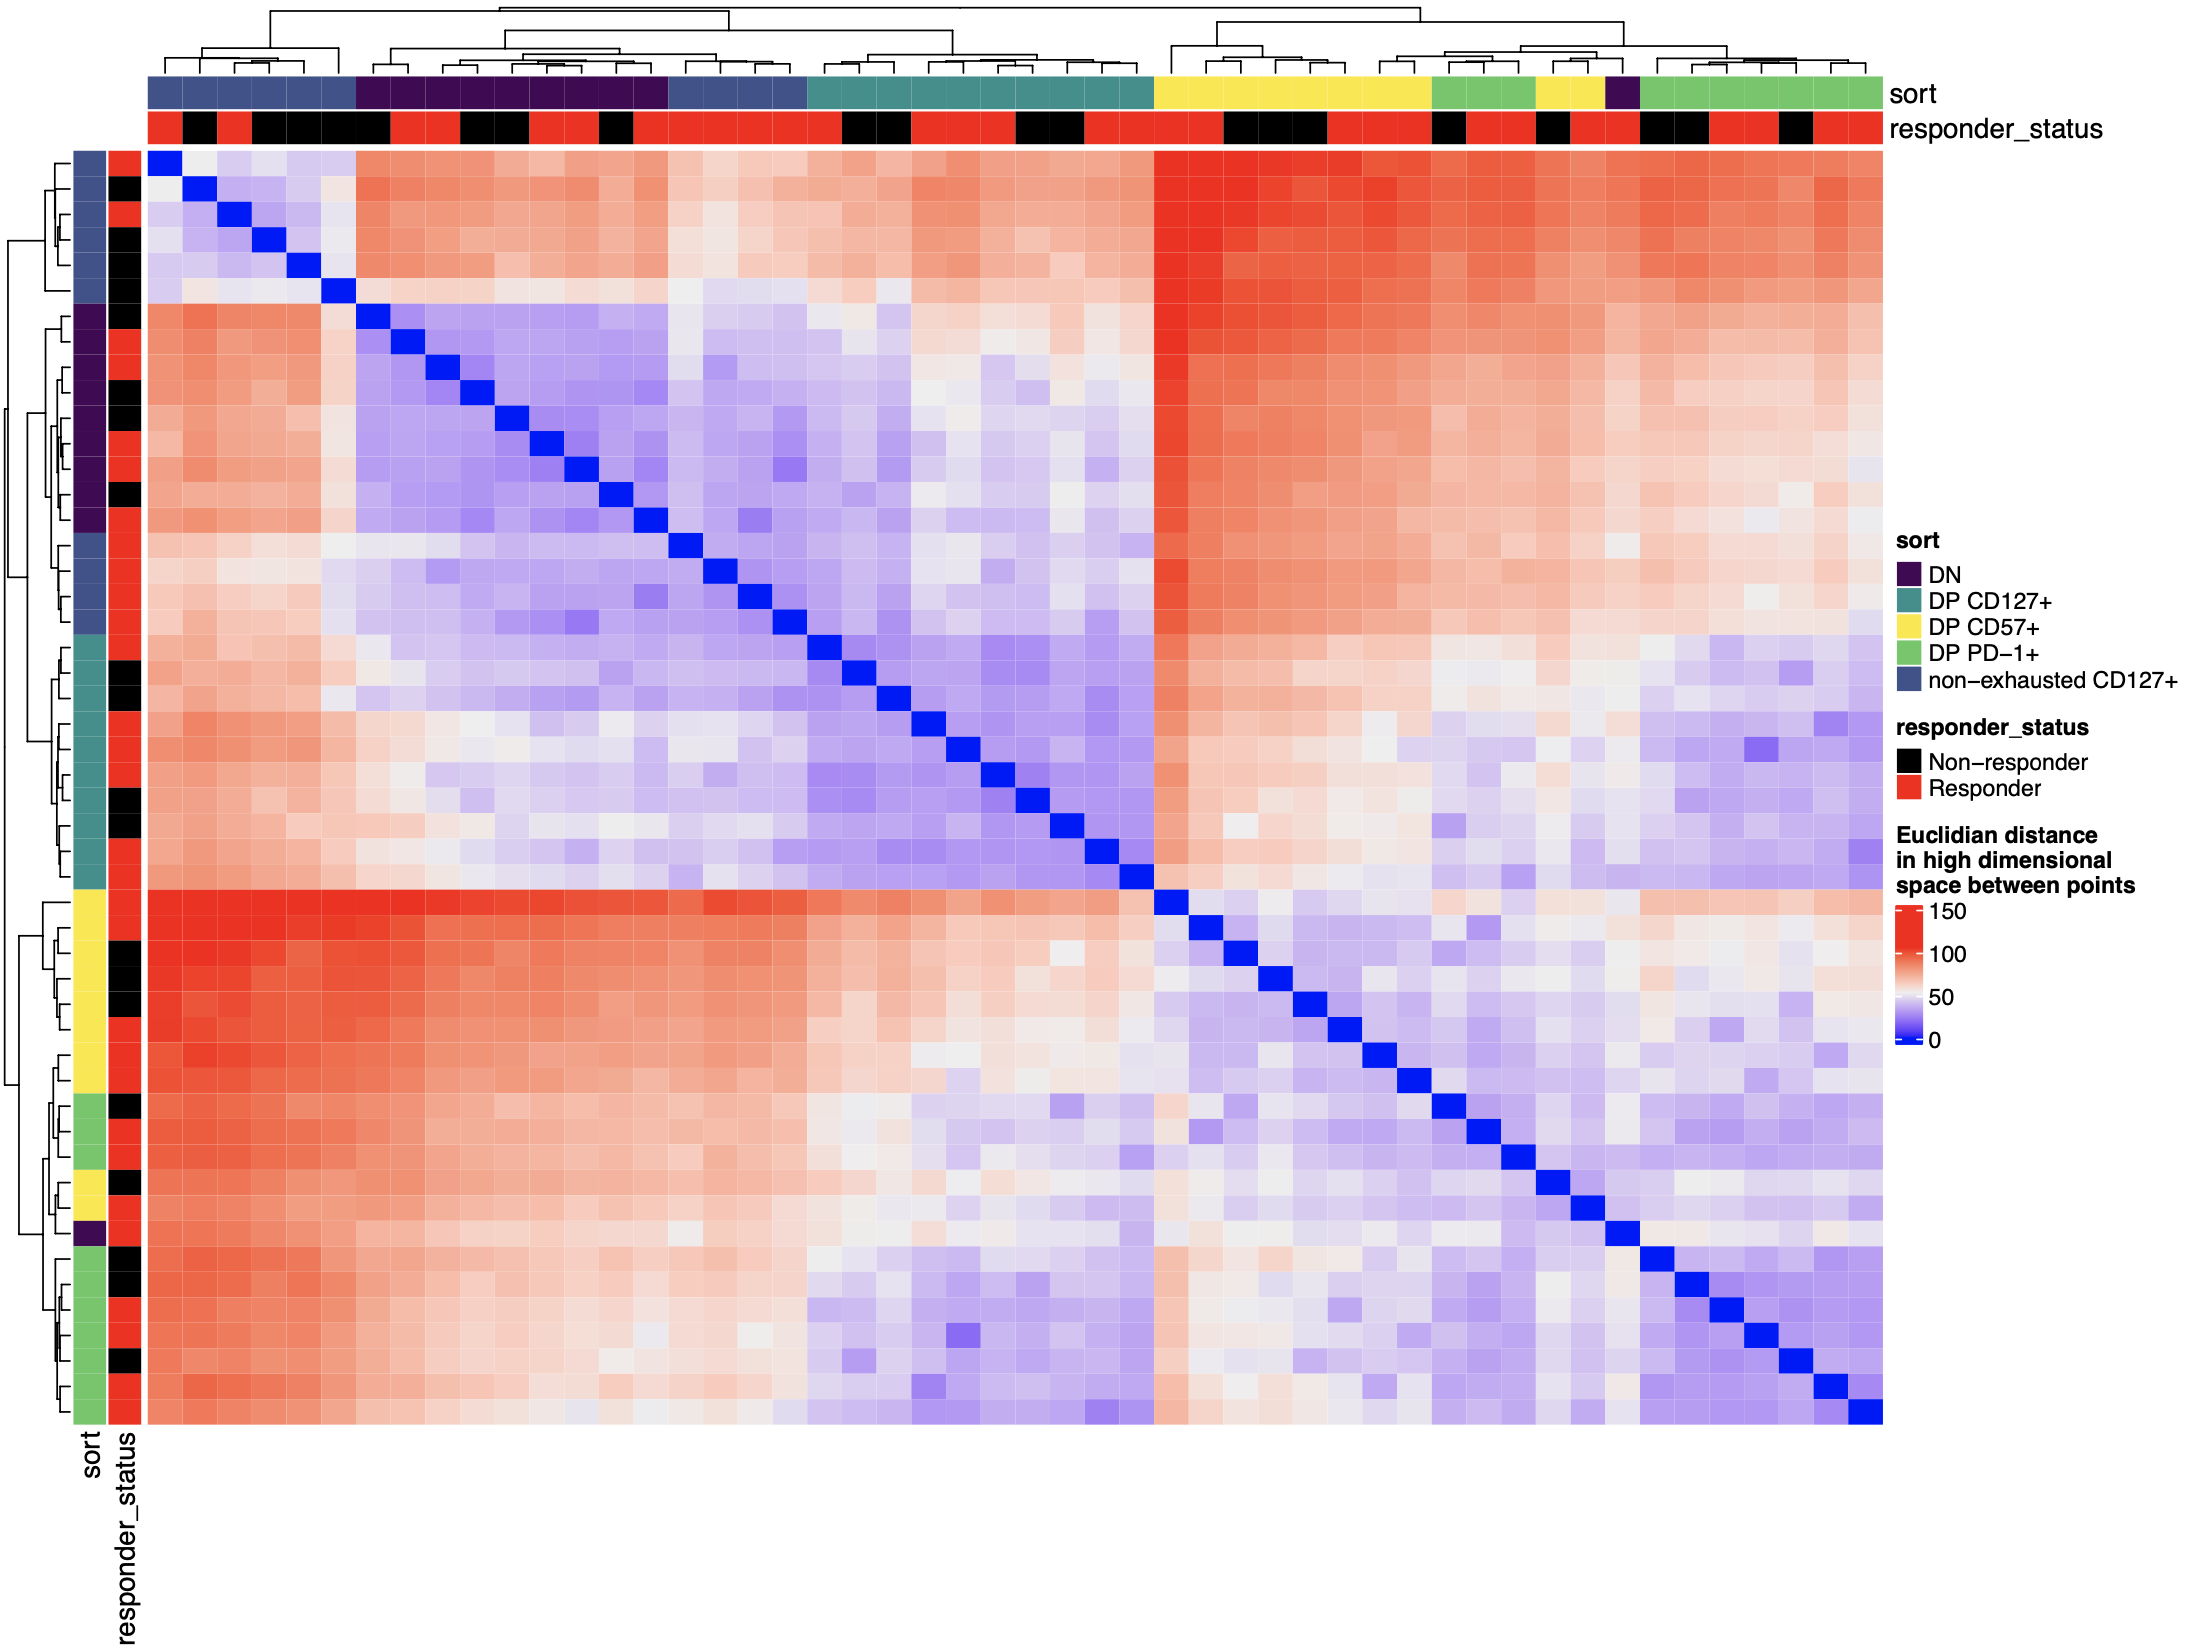 sort
responder_status
sort
DN
DP CD127+
DP CD57+
DP PD−1+
non−exhausted CD127+
responder_status
Non−responder
Responder
Euclidian distance
in high dimensional
space between points
150
100
50
0
sort
responder_status